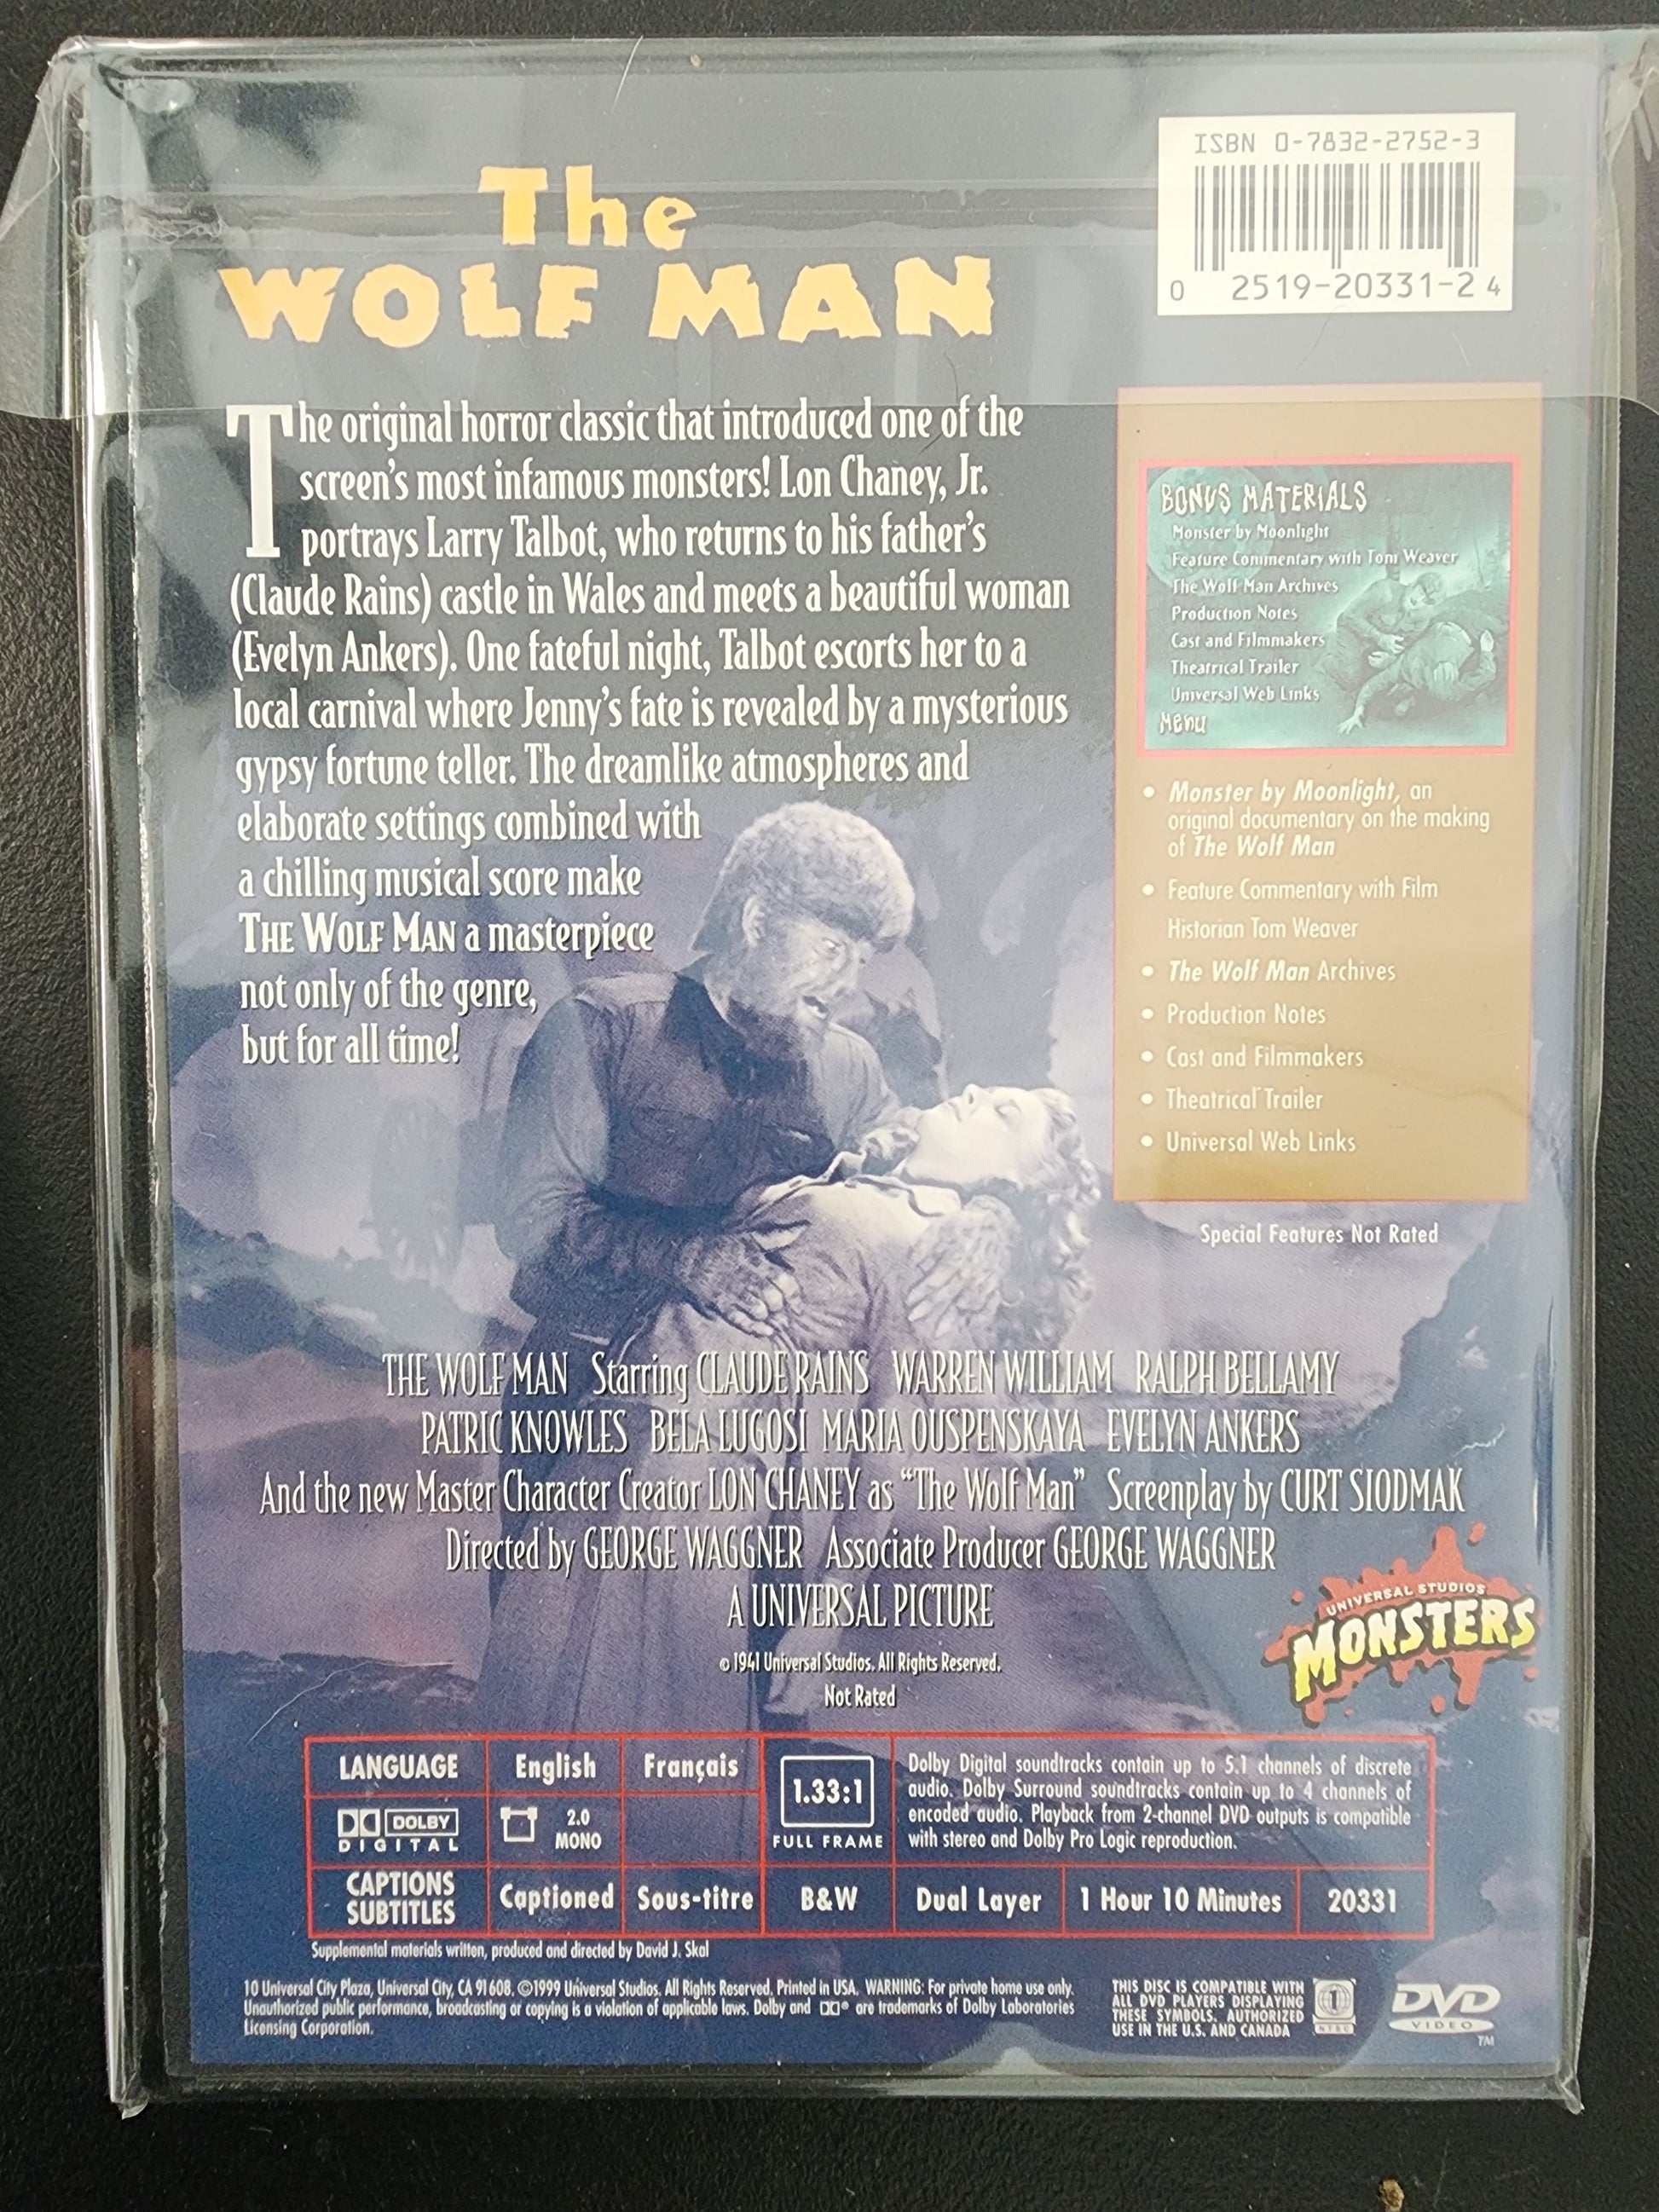 ISBN 0-7832-2752-3
0 2519-20331-2 4
The
WOLF MAN
The original horror classic that introduced one of the
screen's most infamous monsters! Lon Chaney, Jr.
portrays Larry Talbot, who returns to his father's
(Claude Rains) castle in Wales and meets a beautiful woman
(Evelyn Ankers). One fateful night, Talbot escorts her to a
local carnival where Jenny's fate is revealed by a mysterious
gypsy fortune teller. The dreamlike atmospheres and
elaborate settings combined with
a chilling musical score make
THE WOLF MAN a masterpiece
not only of the genre,
but for all time!
BONUS MATERIALS
Monster by Moonlight
Feature Commentary with Tom Weaver
The Wolf Man Archives
Production Notes
Cast and Filmmakers
Theatrical Trailer
Universal Web Links
Menu
• Monster by Moonlight, an
original documentary on the making
of The Wolf Man
• Feature Commentary with Film
Historian Tom Weaver
• The Wolf Man Archives
• Production Notes
• Cast and Filmmakers
• Theatrical Trailer
• Universal Web Links
Special Features Not Rated
THE WOLF MAN Starring CLAUDE RAINS WARREN WILLIAM RALPH BELLAMY
PATRIC KNOWLES BELA LUGOSI MARIA OUSPENSKAYA EVELYN ANKERS
And the new Master Character Creator LON CHANEY as "The Wolf Man" Screenplay by CURT SIODMAK
Directed by GEORGE WAGGNER Associate Producer GEORGE WAGGNER
A UNIVERSAL PICTURE
© 1941 Universal Studios. All Rights Reserved.
Not Rated
UNIVERSAL STUDIOS
MONSTERS
LANGUAGE English Français
DOLBY
DIGITAL
2.0
MONO
1.33:1
FULL FRAME
Dolby Digital soundtracks contain up to 5.1 channels of discrete
audio. Dolby Surround soundtracks contain up to 4 channels of
encoded audio. Playback from 2-channel DVD outputs is compatible
with stereo and Dolby Pro Logic reproduction.
CAPTIONS
SUBTITLES
Captioned Sous-titre B&W Dual Layer 1 Hour 10 Minutes 20331
Supplemental materials written, produced and directed by David J. Skal
10 Universal City Plaza, Universal City, CA 91608. ©1999 Universal Studios. All Rights Reserved. Printed in USA. WARNING: For private home use only.
Unauthorized public performance, broadcasting or copying is a violation of applicable laws. Dolby and ® are trademarks of Dolby Laboratories
Licensing Corporation.
THIS DISC IS COMPATIBLE WITH
ALL DVD PLAYERS DISPLAYING
THESE SYMBOLS. AUTHORIZED
USE IN THE U.S. AND CANADA
1
NTSC
DVD
VIDEO
TM